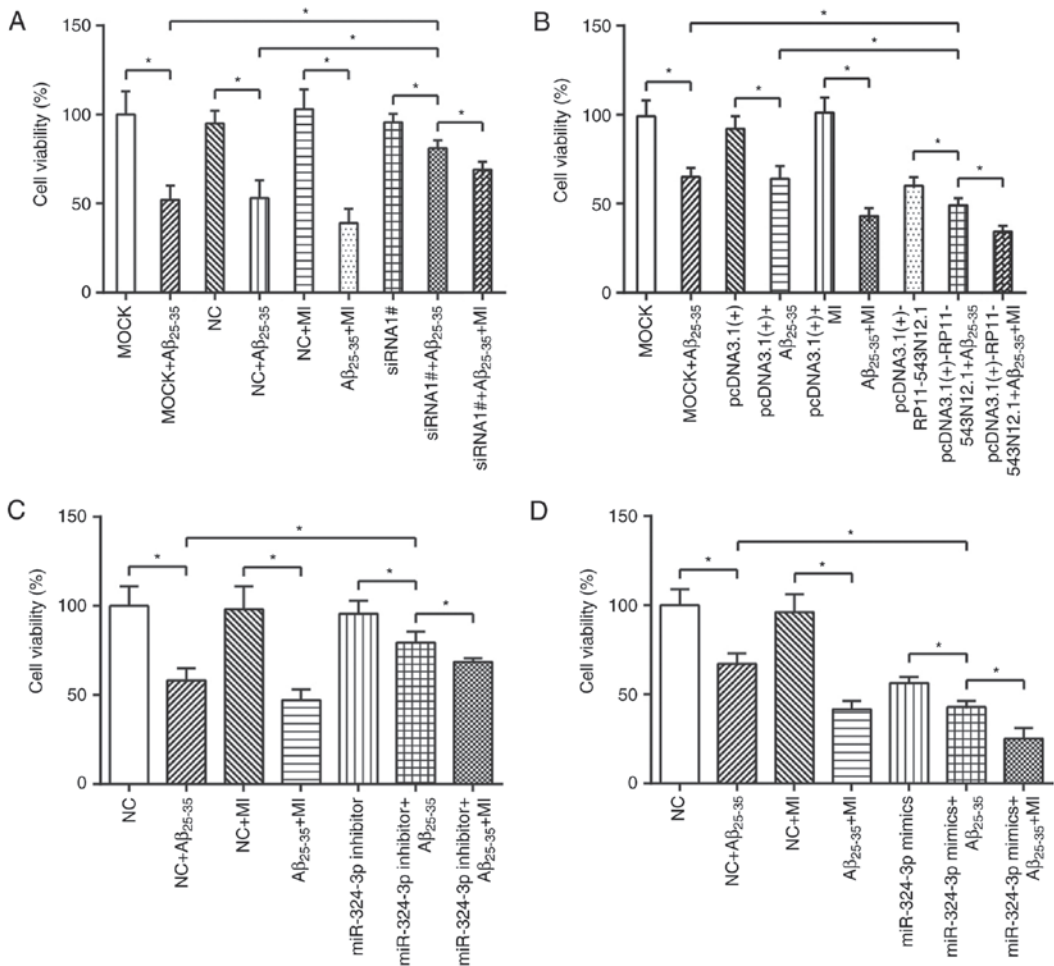 A
Cell viability (%)
150
100
50
0
*
*
*
*
*
*
*
MOCK
MOCK+Aβ25-35
NC
NC+Aβ25-35
NC+MI
Aβ25-35+MI
siRNA1#
siRNA1#+Aβ25-35
siRNA1#+Aβ25-35+MI
B
Cell viability (%)
150
100
50
0
*
*
*
*
*
*
*
MOCK
MOCK+Aβ25-35
pcDNA3.1(+)
pcDNA3.1(+)+
Aβ25-35
pcDNA3.1(+)+
MI
Aβ25-35+MI
pcDNA3.1(+)-
RP11-543N12.1
pcDNA3.1(+)-RP11-
543N12.1+Aβ25-35
pcDNA3.1(+)-RP11-
543N12.1+Aβ25-35+MI
C
Cell viability (%)
150
100
50
0
*
*
*
*
*
NC
NC+Aβ25-35
NC+MI
Aβ25-35+MI
miR-324-3p inhibitor
miR-324-3p inhibitor+
Aβ25-35
miR-324-3p inhibitor+
Aβ25-35+MI
D
Cell viability (%)
150
100
50
0
*
*
*
*
*
NC
NC+Aβ25-35
NC+MI
Aβ25-35+MI
miR-324-3p mimics
miR-324-3p mimics+
Aβ25-35
miR-324-3p mimics+
Aβ25-35+MI